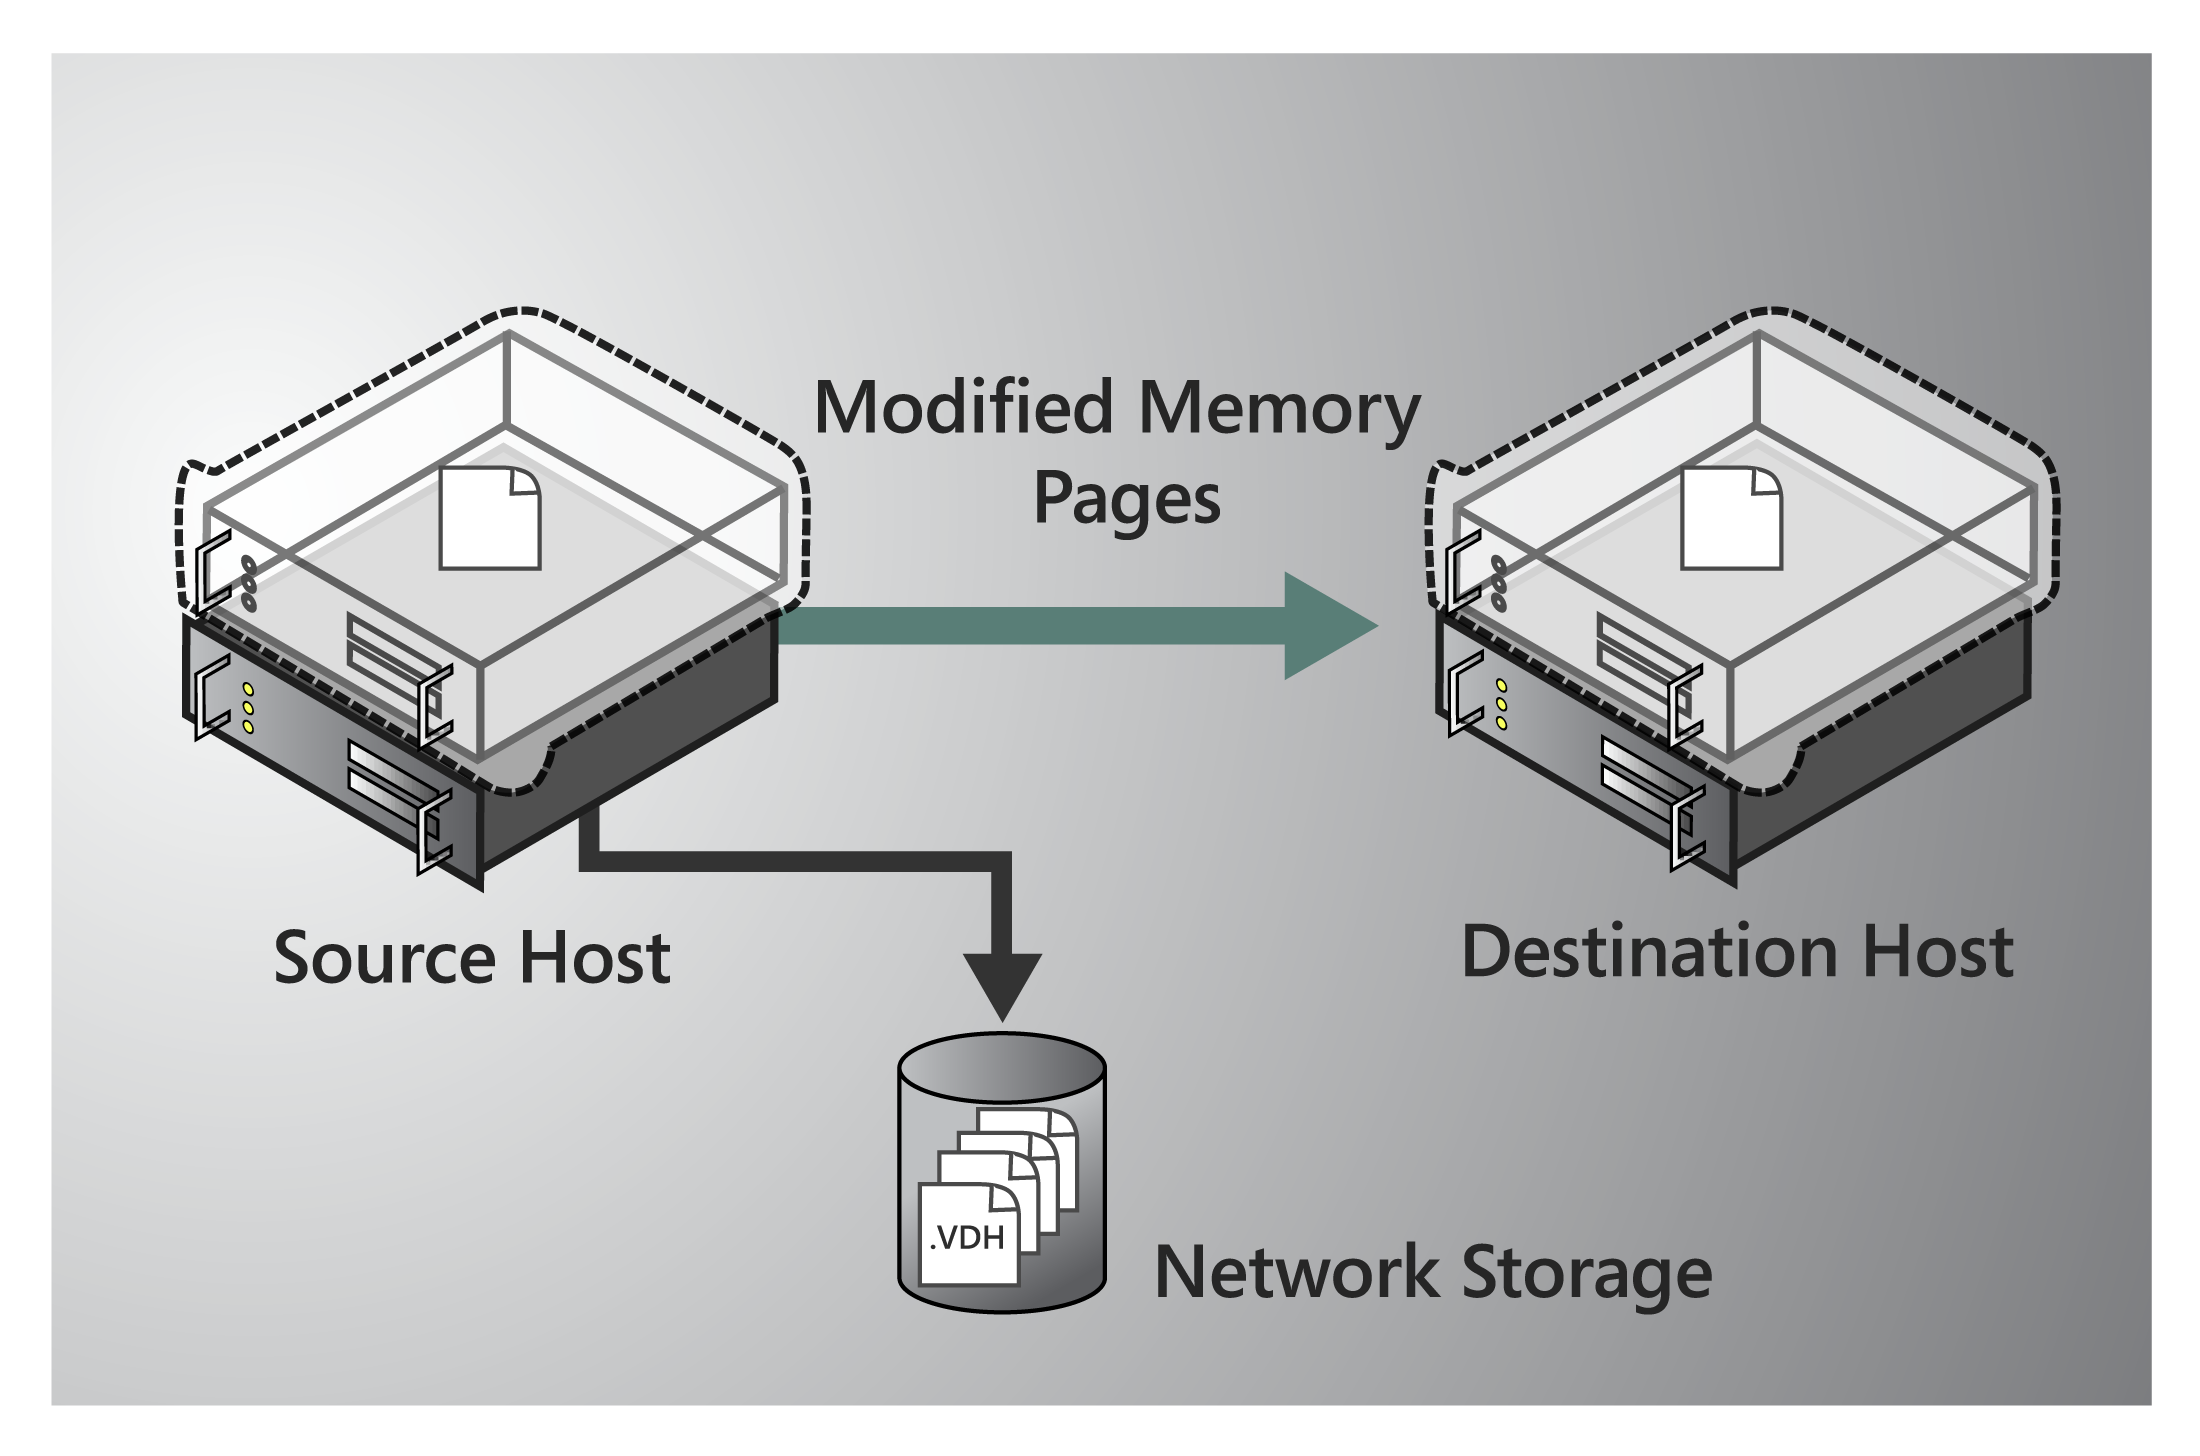 Modified Memory
Pages
Source Host
Destination Host
.VDH
Network Storage